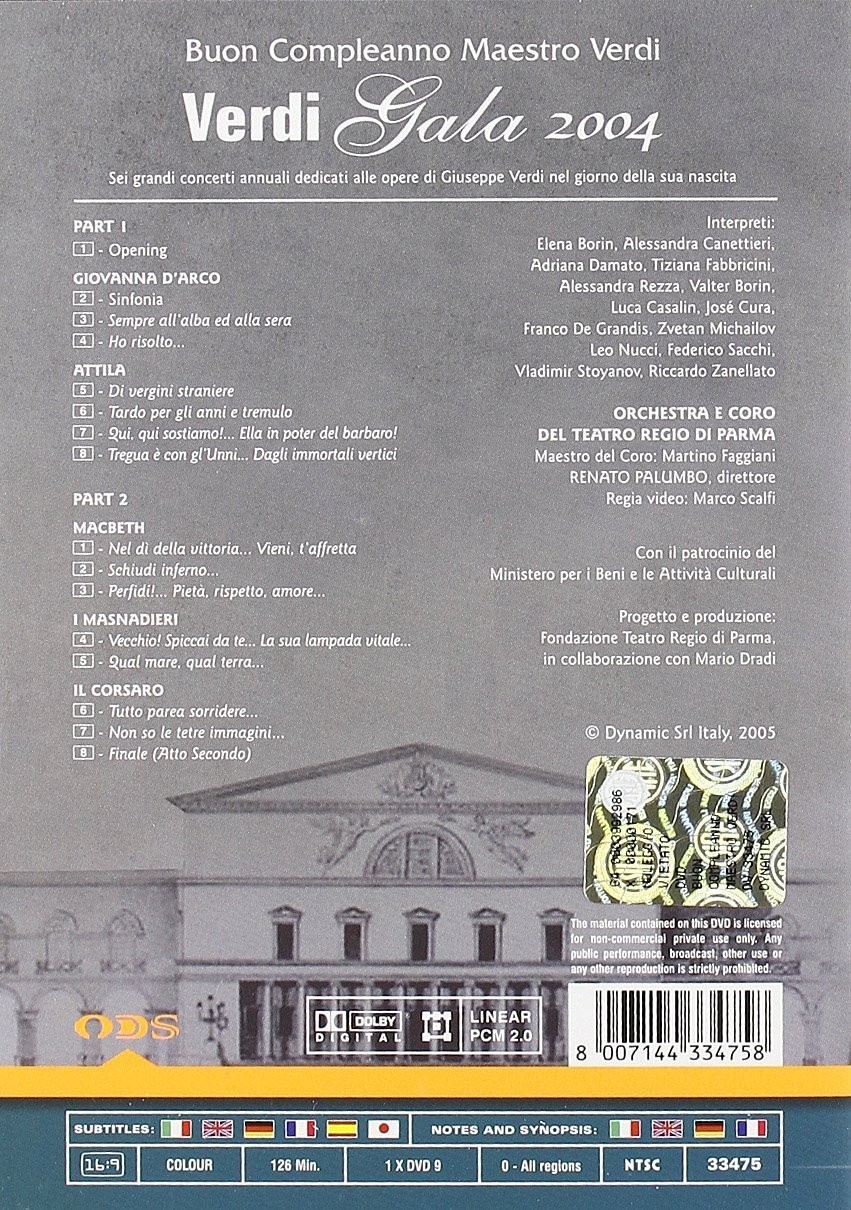 Buon Compleanno Maestro Verdi
Verdi Gala 2004
Sei grandi concerti annuali dedicati alle opere di Giuseppe Verdi nel giorno della sua nascita
PART 1
1 - Opening
GIOVANNA D'ARCO
2 - Sinfonia
3 - Sempre all'alba ed alla sera
4 - Ho risolto...
ATTILA
5 - Di vergini straniere
6 - Tardo per gli anni e tremulo
7 - Qui, qui sostiamo!... Ella in poter del barbaro!
8 - Tregua è con gl'Unni... Dagli immortali vertici
PART 2
MACBETH
1 - Nel dì della vittoria... Vieni, t'affretta
2 - Schiudi inferno...
3 - Perfidi!... Pietà, rispetto, amore...
I MASNADIERI
4 - Vecchio! Spiccai da te... La sua lampada vitale...
5 - Qual mare, qual terra...
IL CORSARO
6 - Tutto parea sorridere...
7 - Non so le tetre immagini...
8 - Finale (Atto Secondo)
Interpreti:
Elena Borin, Alessandra Canettieri,
Adriana Damato, Tiziana Fabbricini,
Alessandra Rezza, Valter Borin,
Luca Casalin, José Cura,
Franco De Grandis, Zvetan Michailov
Leo Nucci, Federico Sacchi,
Vladimir Stoyanov, Riccardo Zanellato
ORCHESTRA E CORO
DEL TEATRO REGIO DI PARMA
Maestro del Coro: Martino Faggiani
RENATO PALUMBO, direttore
Regia video: Marco Scalfi
Con il patrocinio del
Ministero per i Beni e le Attività Culturali
Progetto e produzione:
Fondazione Teatro Regio di Parma,
in collaborazione con Mario Dradi
© Dynamic Srl Italy, 2005
VIETATO
DVD
BUON
COMPLEANNO
MAESTRO VERD
DV 33475
DYNAMIC SRL
The material contained on this DVD is licensed
for non-commercial private use only. Any
public performance, broadcast, other use or
any other reproduction is strictly prohibited.
ODS
DOLBY
DIGITAL
LINEAR
PCM 2.0
8 007144 334758
SUBTITLES:
NOTES AND SYNOPSIS:
16:9
COLOUR
126 Min.
1 X DVD 9
0 - All regions
NTSC
33475